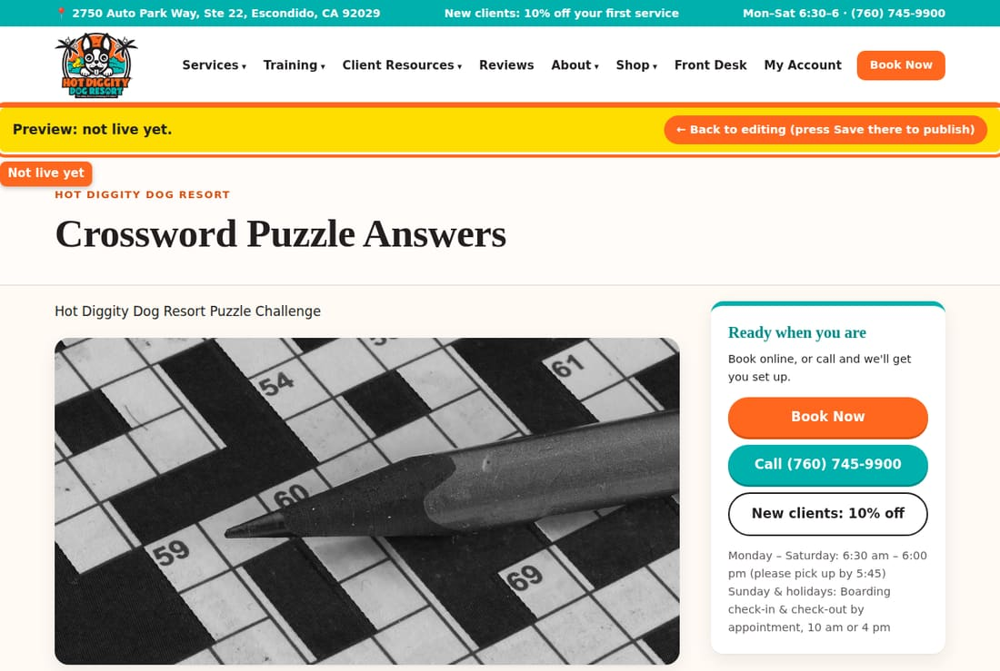 📍 2750 Auto Park Way, Ste 22, Escondido, CA 92029
New clients: 10% off your first service
Mon–Sat 6:30–6 · (760) 745-9900
HOT DIGGITY
DOG RESORT
Services ▾
Training ▾
Client Resources ▾
Reviews
About ▾
Shop ▾
Front Desk
My Account
Book Now
Preview: not live yet.
← Back to editing (press Save there to publish)
Not live yet
HOT DIGGITY DOG RESORT
Crossword Puzzle Answers
Hot Diggity Dog Resort Puzzle Challenge
54
61
60
59
69
Ready when you are
Book online, or call and we'll get
you set up.
Book Now
Call (760) 745-9900
New clients: 10% off
Monday – Saturday: 6:30 am – 6:00
pm (please pick up by 5:45)
Sunday & holidays: Boarding
check-in & check-out by
appointment, 10 am or 4 pm